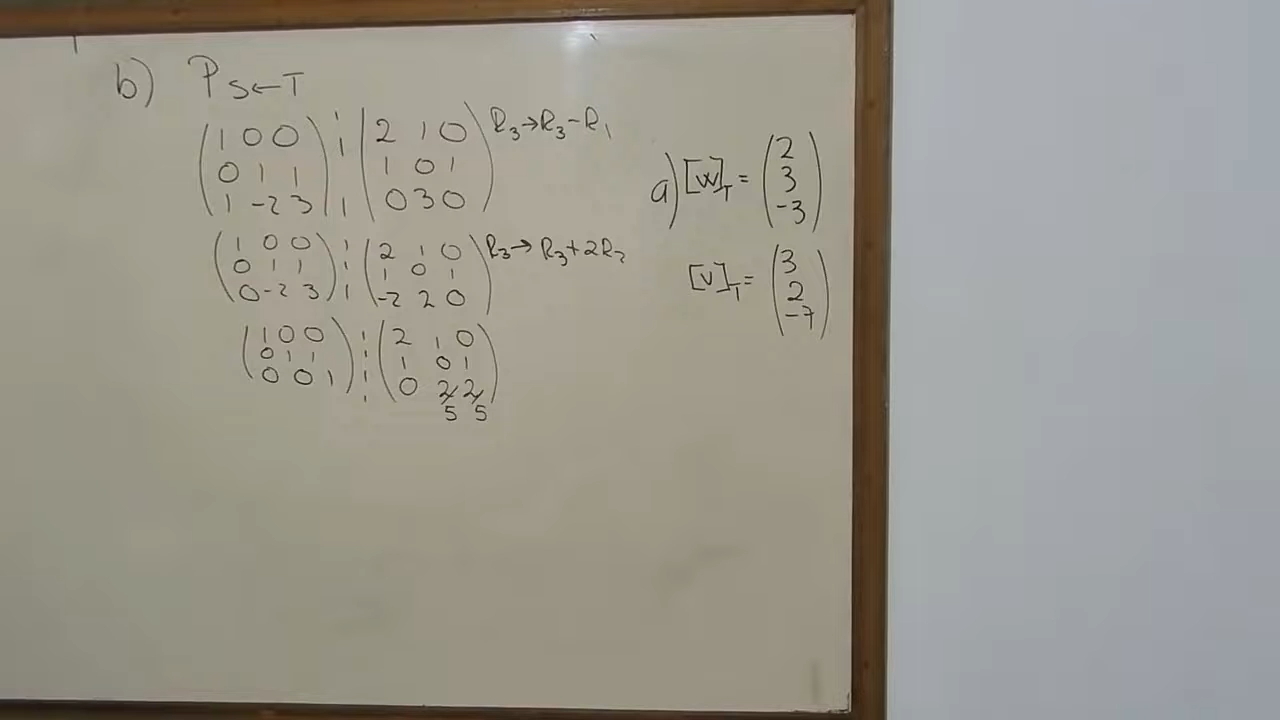 b) P S←T
(1 0 0) ¦ (2 1 0) R₃→R₃-R₁
(0 1 1) ¦ (1 0 1)
(1 -2 3) ¦ (0 3 0)
(1 0 0) ¦ (2 1 0) R₃→R₃+2R₂
(0 1 1) ¦ (1 0 1)
(0 -2 3) ¦ (-2 2 0)
(1 0 0) ¦ (2 1 0)
(0 1 1) ¦ (1 0 1)
(0 0 1) ¦ (0 2/5 2/5)
a) [w]T = (2
3
-3)
[v]T = (3
2
-7)